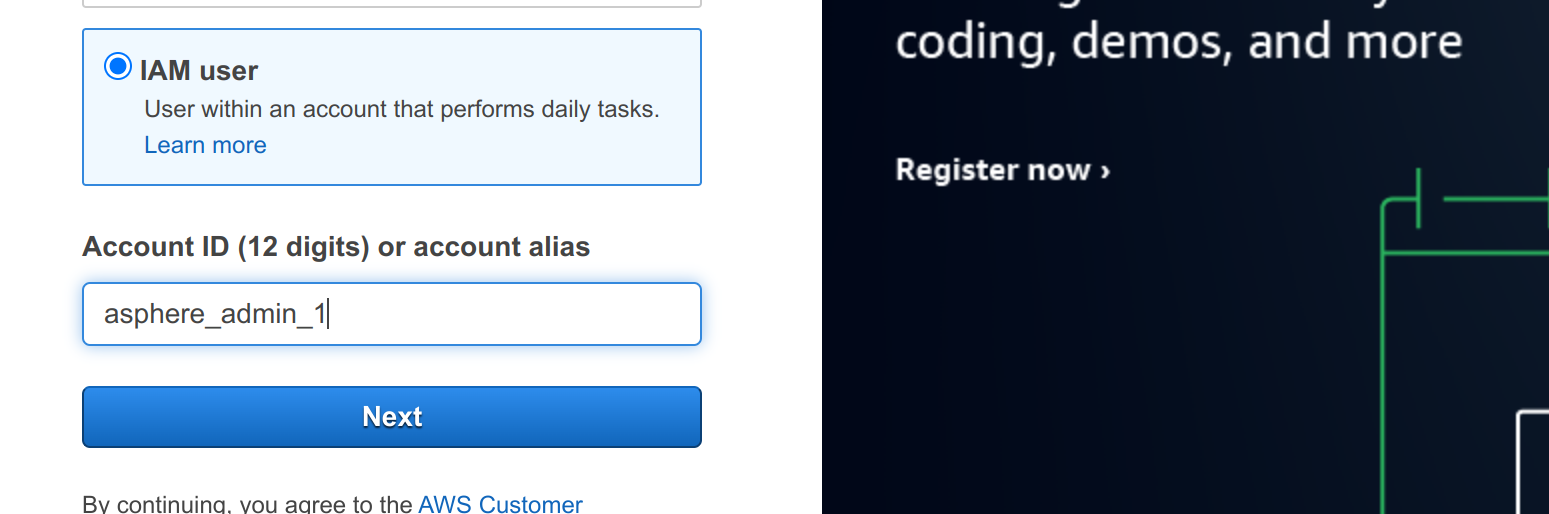 IAM user
User within an account that performs daily tasks.
Learn more
Account ID (12 digits) or account alias
asphere_admin_1
Next
By continuing, you agree to the AWS Customer
coding, demos, and more
Register now ›